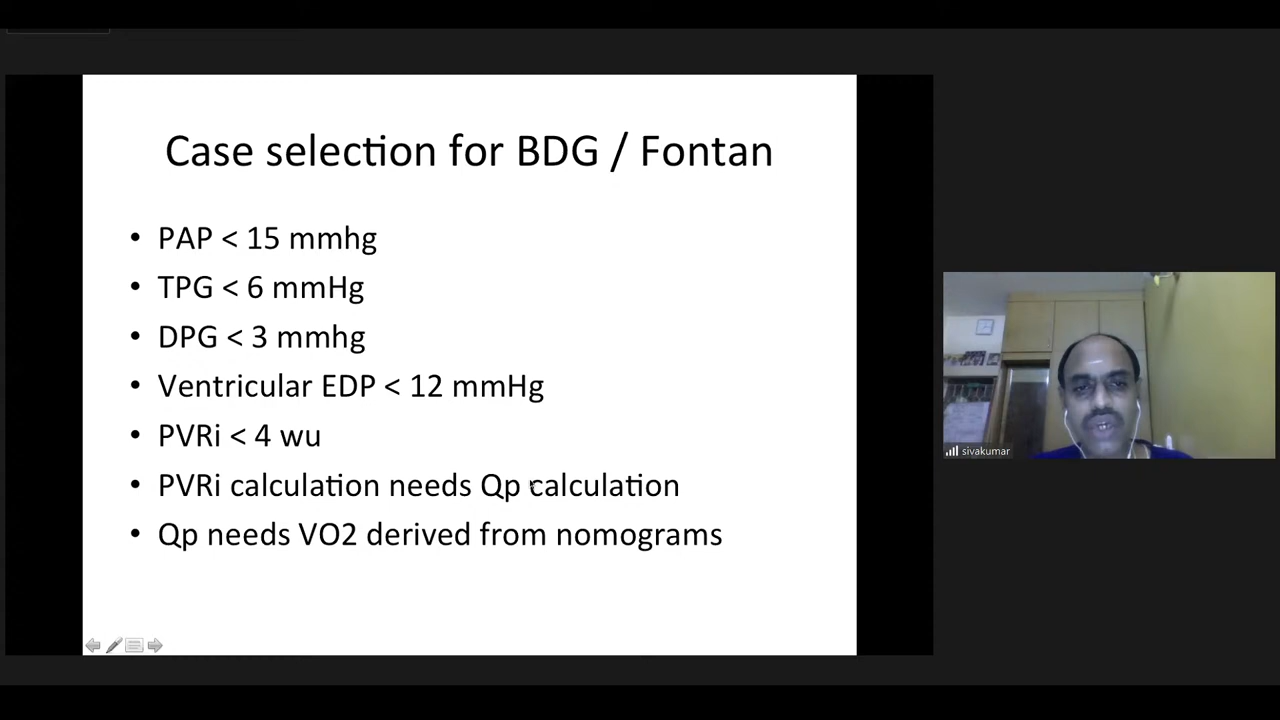 Case selection for BDG / Fontan
• PAP < 15 mmhg
• TPG < 6 mmHg
• DPG < 3 mmhg
• Ventricular EDP < 12 mmHg
• PVRi < 4 wu
• PVRi calculation needs Qp calculation
• Qp needs VO2 derived from nomograms
sivakumar